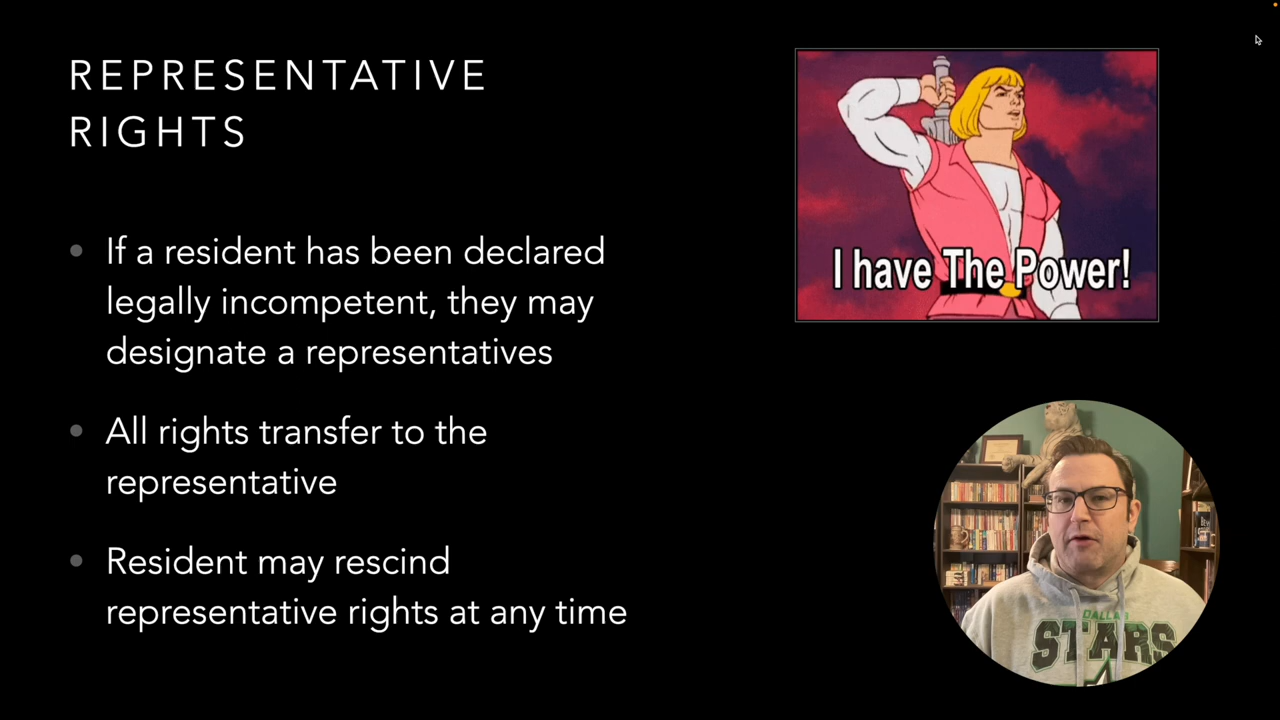 REPRESENTATIVE
RIGHTS
• If a resident has been declared
legally incompetent, they may
designate a representatives
• All rights transfer to the
representative
• Resident may rescind
representative rights at any time
I have The Power!
DALLAS
STARS